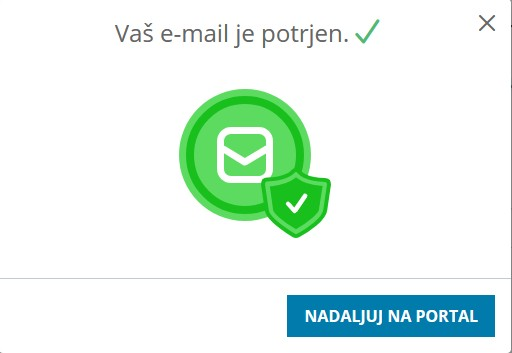 Vaš e-mail je potrjen.
NADALJUJ NA PORTAL